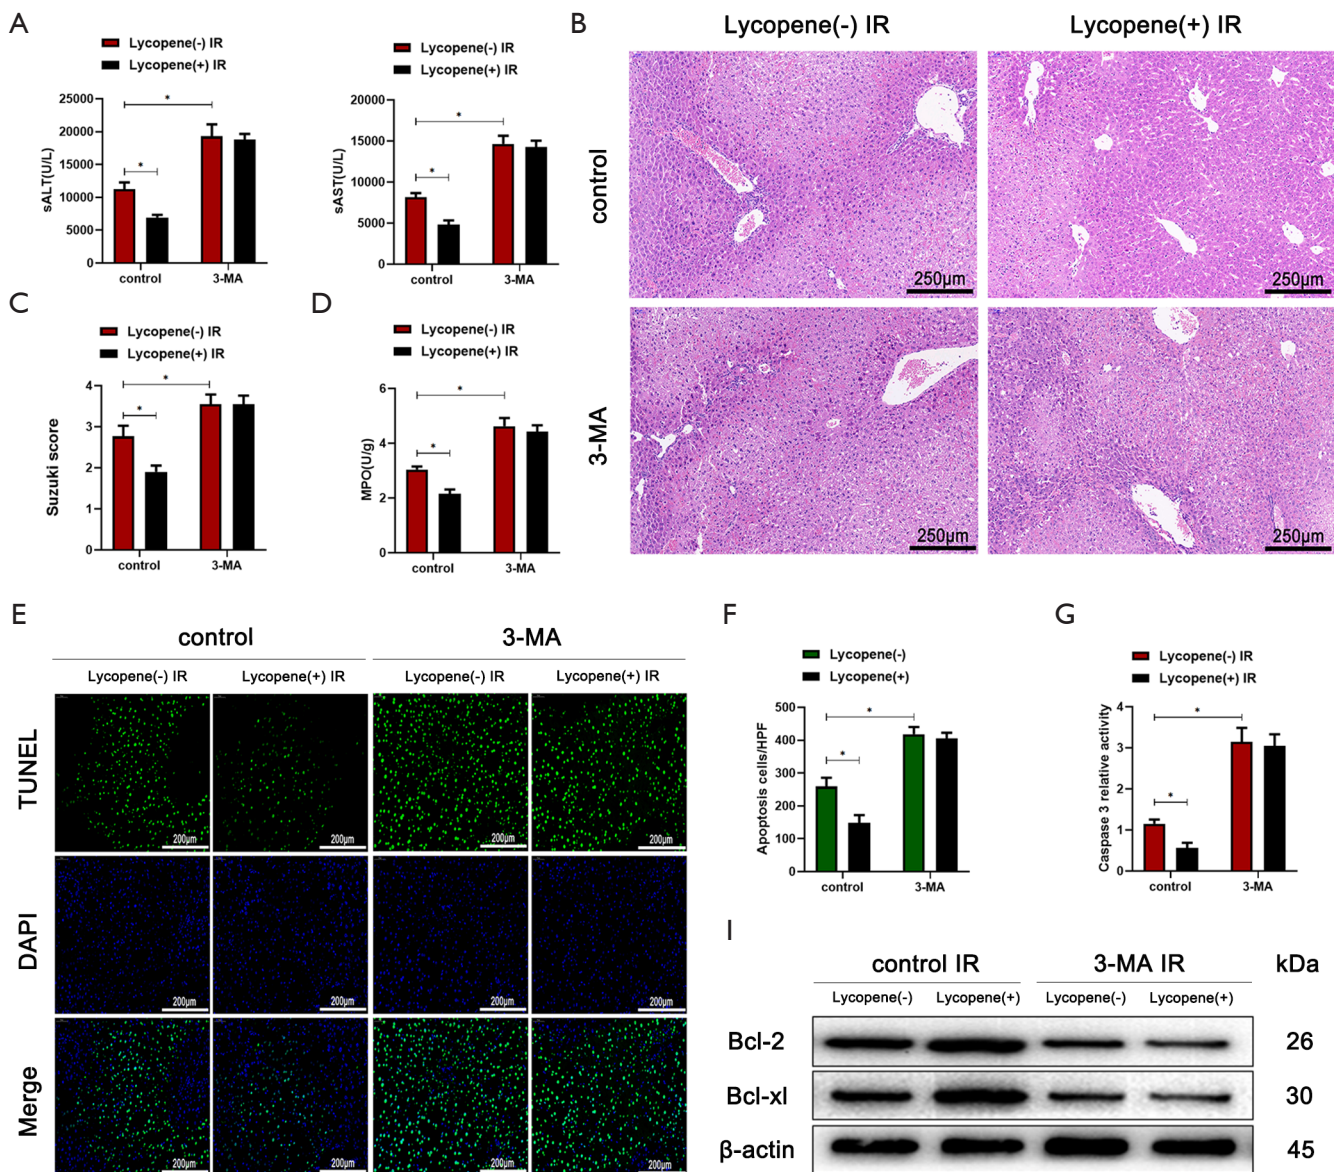 A
Lycopene(-) IR
Lycopene(+) IR
sALT(U/L)
25000
20000
15000
10000
5000
0
*
*
control
3-MA
Lycopene(-) IR
Lycopene(+) IR
sAST(U/L)
20000
15000
10000
5000
0
*
*
control
3-MA
B
Lycopene(-) IR
Lycopene(+) IR
control
250μm
250μm
3-MA
250μm
250μm
C
Lycopene(-) IR
Lycopene(+) IR
Suzuki score
4
3
2
1
0
*
*
control
3-MA
D
Lycopene(-) IR
Lycopene(+) IR
MPO(U/g)
6
4
2
0
*
*
control
3-MA
E
control
3-MA
Lycopene(-) IR
Lycopene(+) IR
Lycopene(-) IR
Lycopene(+) IR
TUNEL
200μm
200μm
200μm
200μm
DAPI
200μm
200μm
200μm
200μm
Merge
200μm
200μm
200μm
200μm
F
Lycopene(-)
Lycopene(+)
Apoptosis cells/HPF
500
400
300
200
100
0
*
*
control
3-MA
G
Lycopene(-) IR
Lycopene(+) IR
Caspase 3 relative activity
4
3
2
1
0
*
*
control
3-MA
I
control IR
3-MA IR
kDa
Lycopene(-)
Lycopene(+)
Lycopene(-)
Lycopene(+)
Bcl-2
26
Bcl-xl
30
β-actin
45